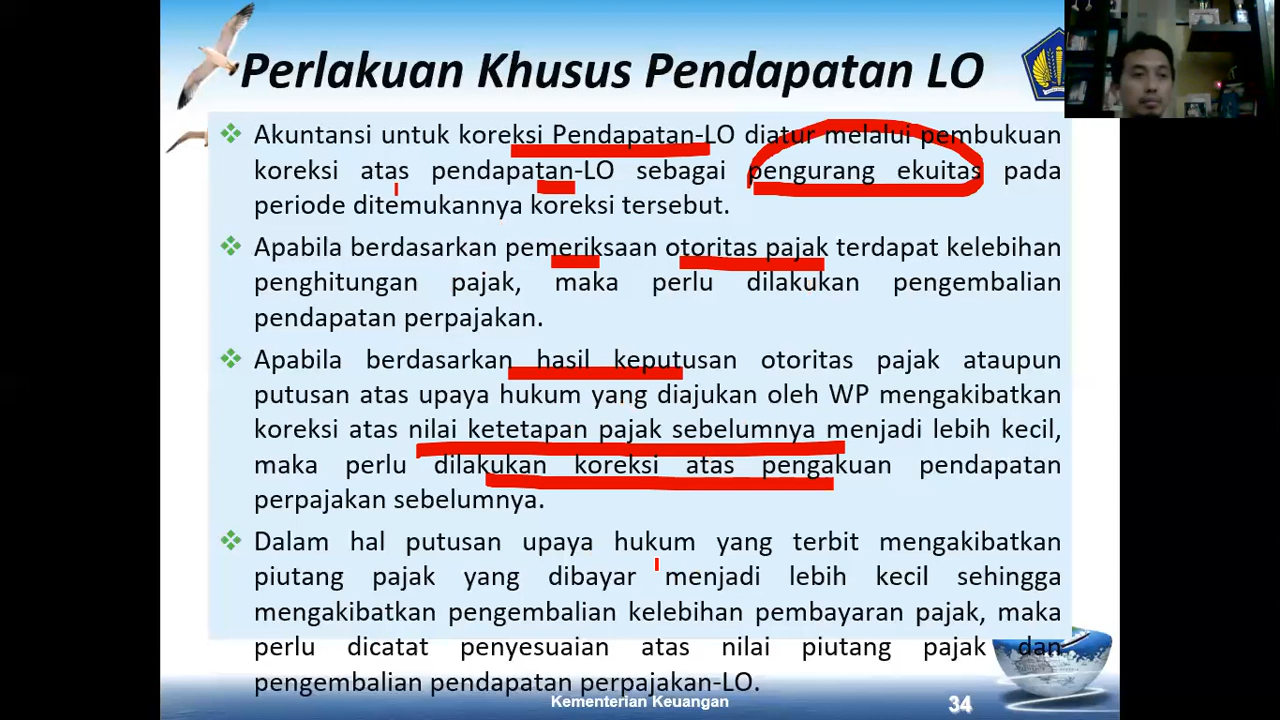 Perlakuan Khusus Pendapatan LO
Akuntansi untuk koreksi Pendapatan-LO diatur melalui pembukuan
koreksi atas pendapatan-LO sebagai pengurang ekuitas pada
periode ditemukannya koreksi tersebut.
Apabila berdasarkan pemeriksaan otoritas pajak terdapat kelebihan
penghitungan pajak, maka perlu dilakukan pengembalian
pendapatan perpajakan.
Apabila berdasarkan hasil keputusan otoritas pajak ataupun
putusan atas upaya hukum yang diajukan oleh WP mengakibatkan
koreksi atas nilai ketetapan pajak sebelumnya menjadi lebih kecil,
maka perlu dilakukan koreksi atas pengakuan pendapatan
perpajakan sebelumnya.
Dalam hal putusan upaya hukum yang terbit mengakibatkan
piutang pajak yang dibayar menjadi lebih kecil sehingga
mengakibatkan pengembalian kelebihan pembayaran pajak, maka
perlu dicatat penyesuaian atas nilai piutang pajak dan
pengembalian pendapatan perpajakan-LO.
Kementerian Keuangan
34